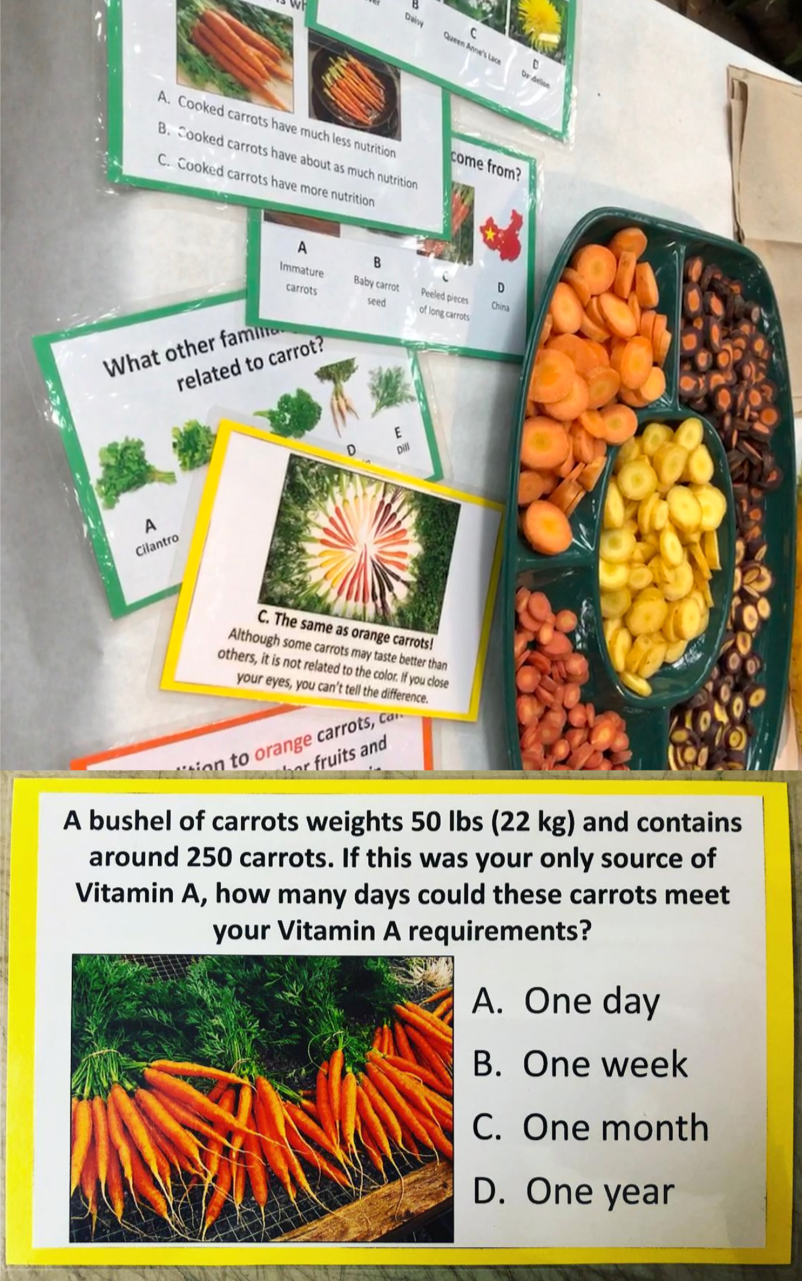 B
Daisy
C
Queen Anne's Lace
D
Dandelion
A. Cooked carrots have much less nutrition
B. Cooked carrots have about as much nutrition
C. Cooked carrots have more nutrition
come from?
A
Immature
carrots
B
Baby carrot
seed
C
Peeled pieces
of long carrots
D
China
What other
related to carrot?
A
Cilantro
D
E
Dill
C. The same as orange carrots!
Although some carrots may taste better than
others, it is not related to the color. If you close
your eyes, you can't tell the difference.
to orange carrots,
fruits and
A bushel of carrots weights 50 lbs (22 kg) and contains
around 250 carrots. If this was your only source of
Vitamin A, how many days could these carrots meet
your Vitamin A requirements?
A. One day
B. One week
C. One month
D. One year